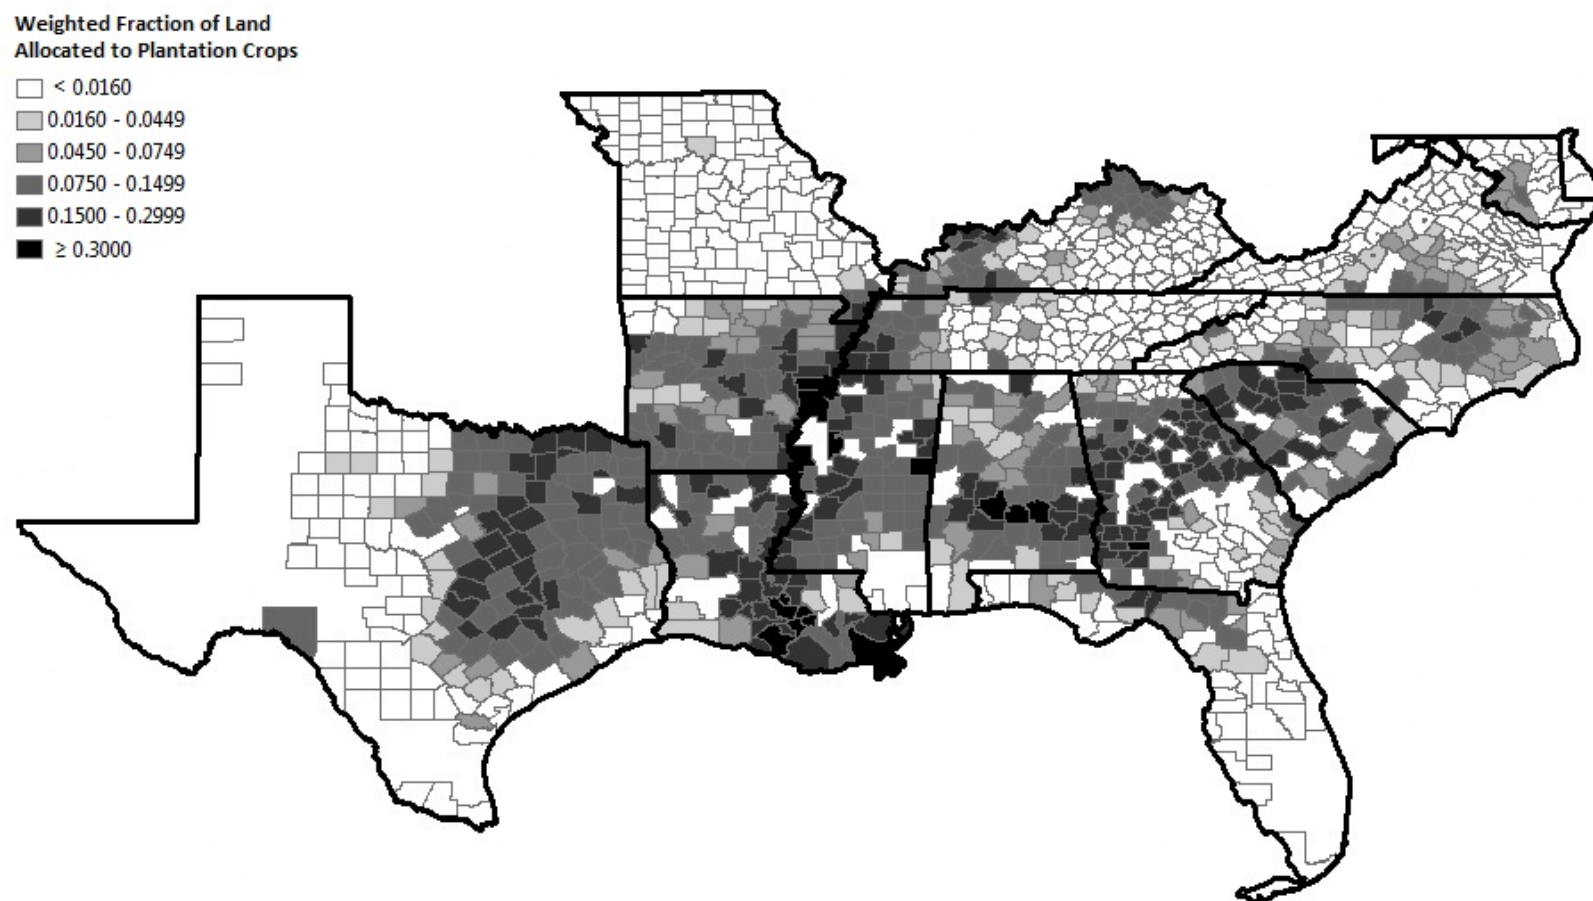 Weighted Fraction of Land
Allocated to Plantation Crops
< 0.0160
0.0160 - 0.0449
0.0450 - 0.0749
0.0750 - 0.1499
0.1500 - 0.2999
≥ 0.3000